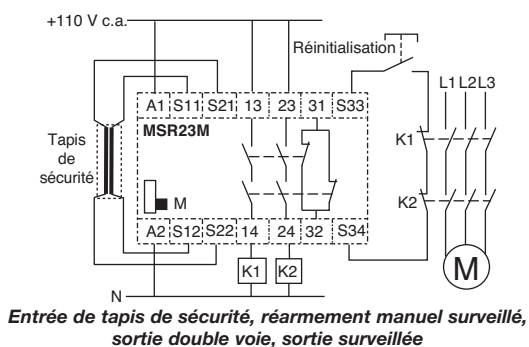 +110 V c.a.
Réinitialisation
L1 L2 L3
A1 S11 S21 13 23 31 S33
MSR23M
K1
Tapis
de
sécurité
M
K2
A2 S12 S22 14 24 32 S34
K1 K2
M
N
Entrée de tapis de sécurité, réarmement manuel surveillé,
sortie double voie, sortie surveillée